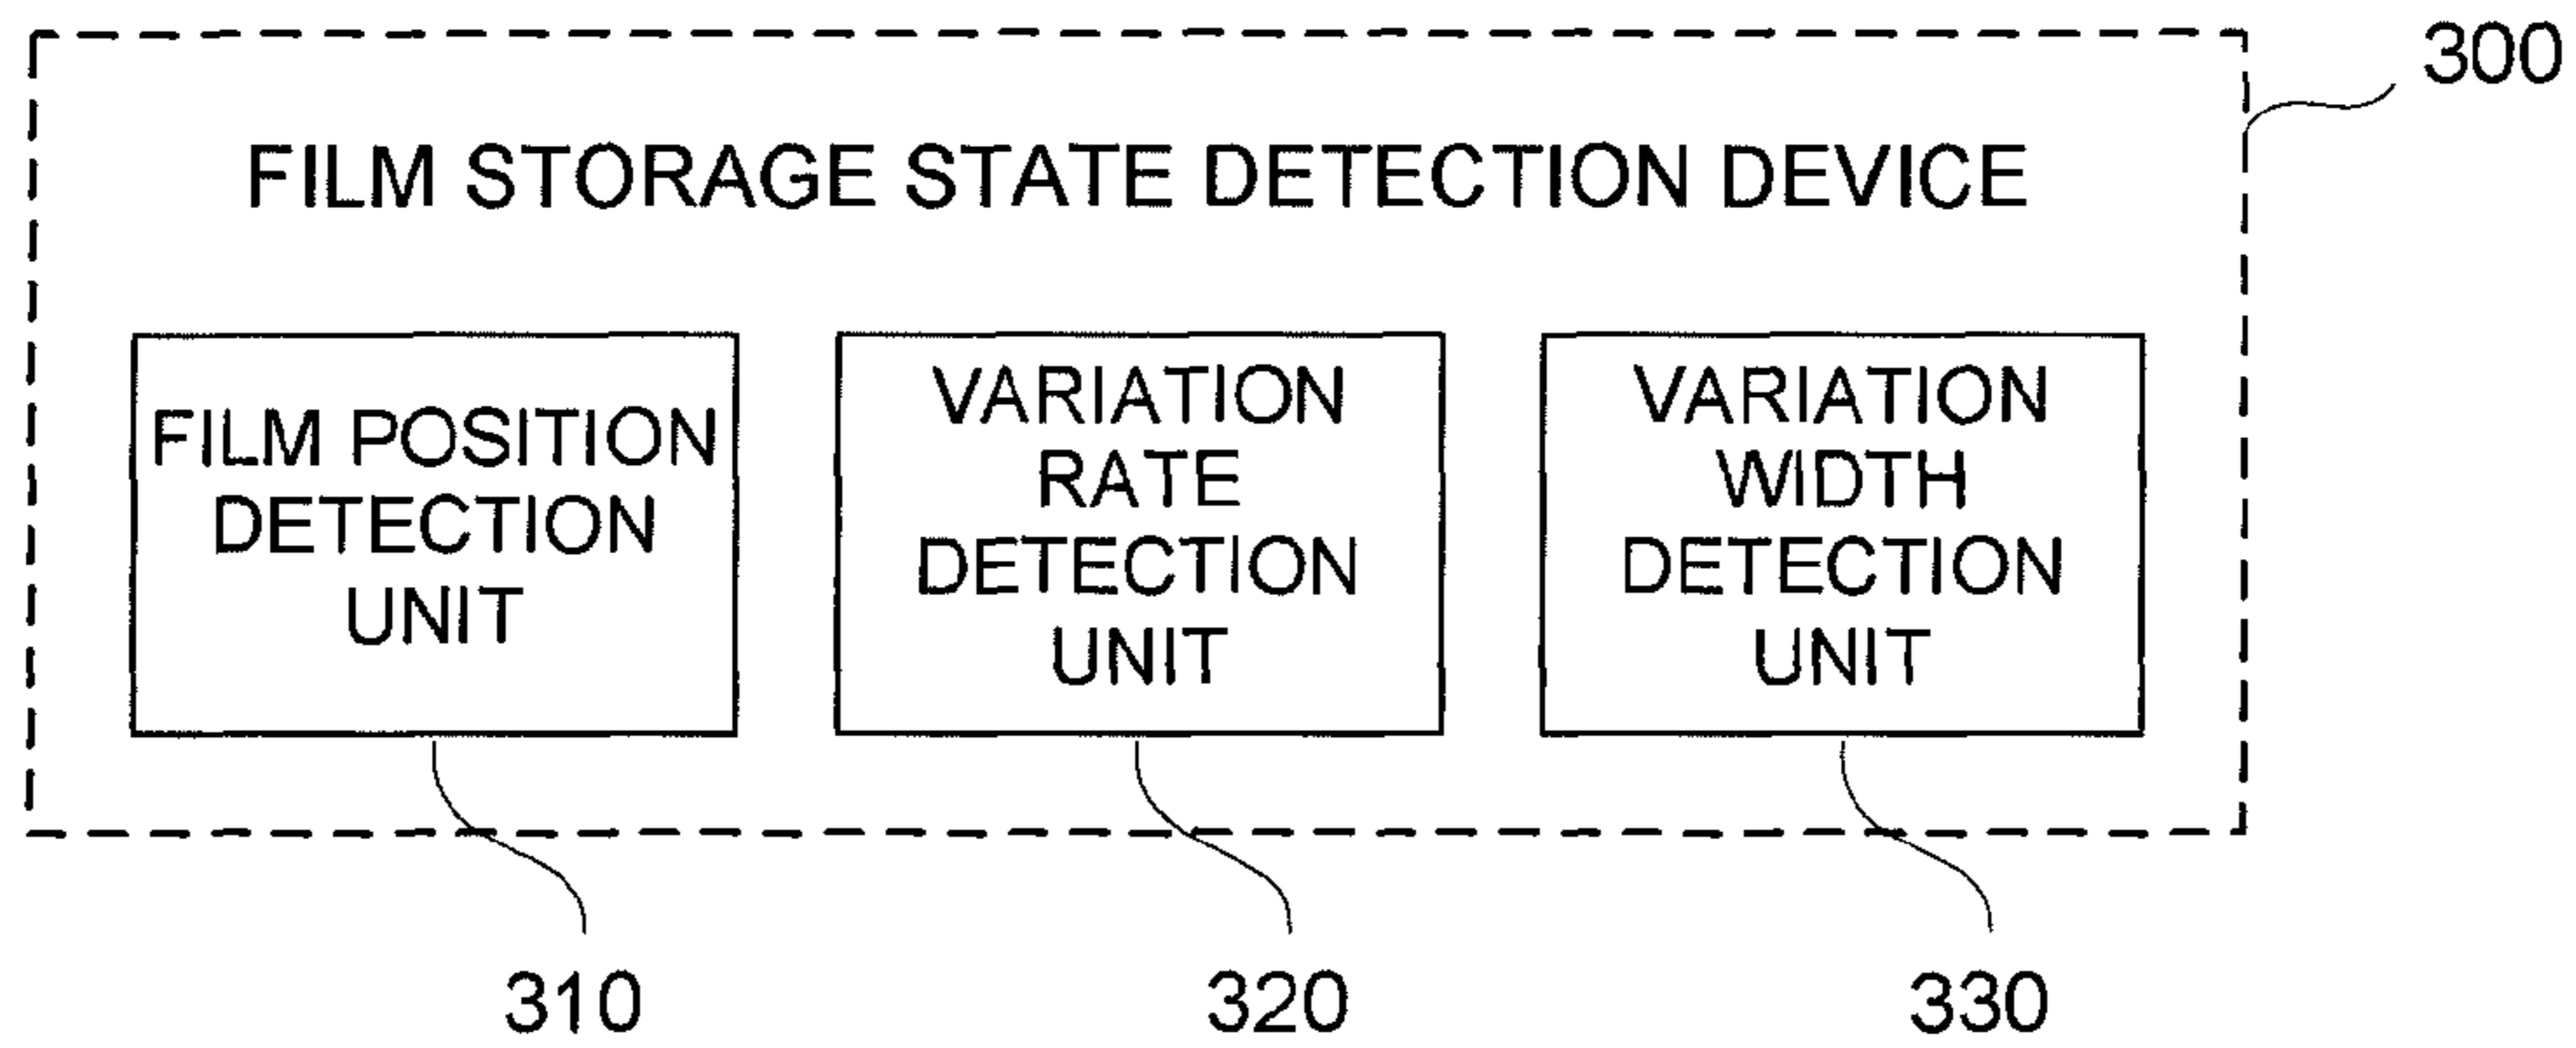 300
FILM STORAGE STATE DETECTION DEVICE
FILM POSITION
DETECTION
UNIT
VARIATION
RATE
DETECTION
UNIT
VARIATION
WIDTH
DETECTION
UNIT
310
320
330